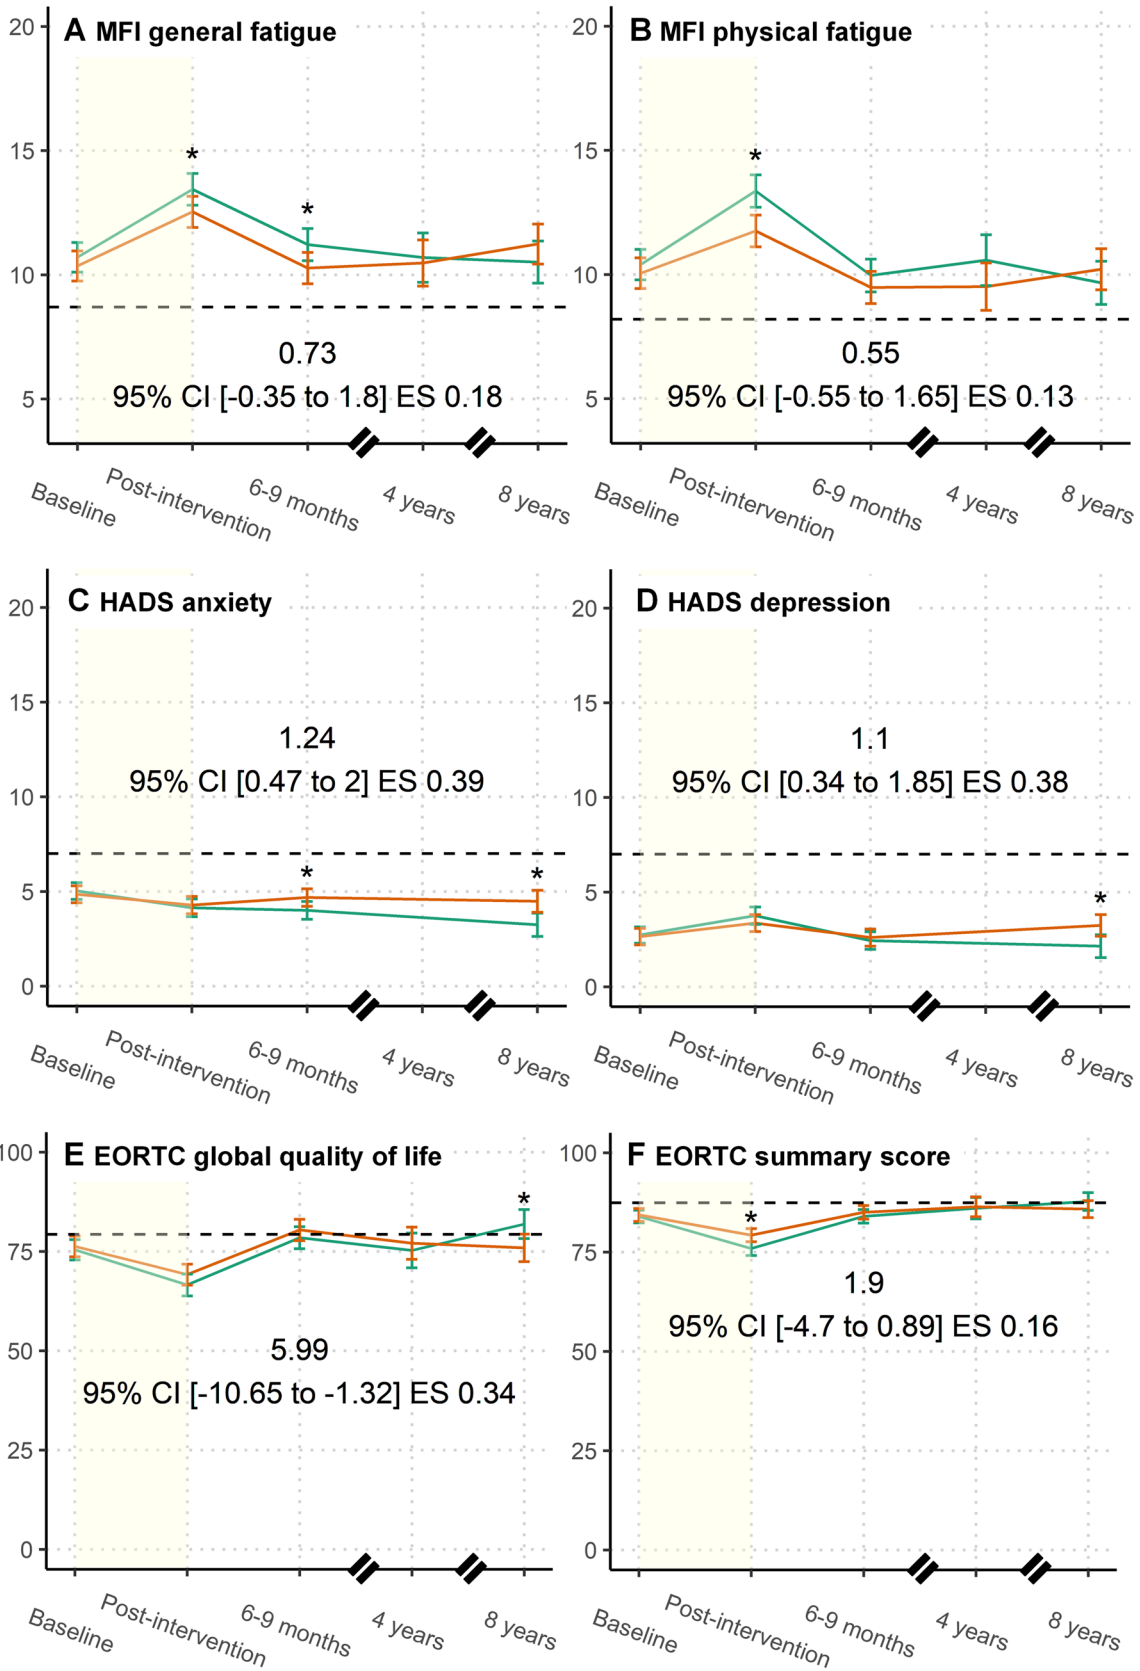 A MFI general fatigue
20
15
10
5
*
*
0.73
95% CI [-0.35 to 1.8] ES 0.18
Baseline
Post-intervention
6-9 months
4 years
8 years
B MFI physical fatigue
20
15
10
5
*
0.55
95% CI [-0.55 to 1.65] ES 0.13
Baseline
Post-intervention
6-9 months
4 years
8 years
C HADS anxiety
20
15
10
5
0
1.24
95% CI [0.47 to 2] ES 0.39
*
*
Baseline
Post-intervention
6-9 months
4 years
8 years
D HADS depression
20
15
10
5
0
1.1
95% CI [0.34 to 1.85] ES 0.38
*
Baseline
Post-intervention
6-9 months
4 years
8 years
E EORTC global quality of life
100
75
50
25
0
*
5.99
95% CI [-10.65 to -1.32] ES 0.34
Baseline
Post-intervention
6-9 months
4 years
8 years
F EORTC summary score
100
75
50
25
0
*
1.9
95% CI [-4.7 to 0.89] ES 0.16
Baseline
Post-intervention
6-9 months
4 years
8 years